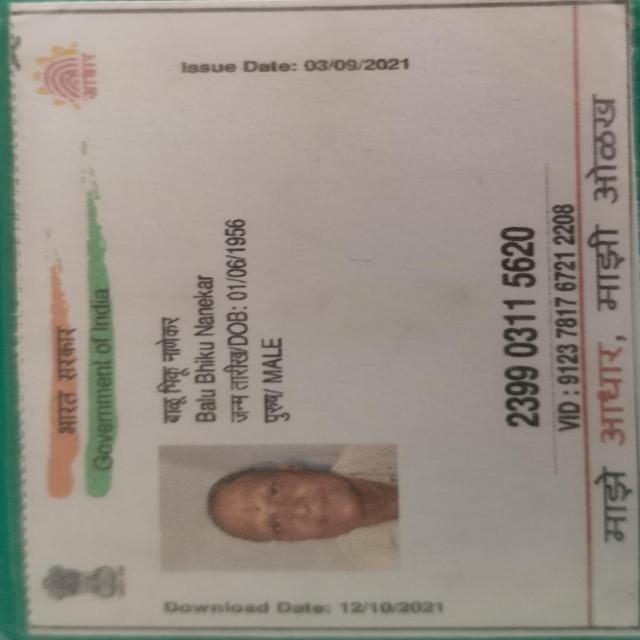 भारत सरकार
Government of India
आधार
Issue Date: 03/09/2021
Download Date: 12/10/2021
बाळू भिकू नाणेकर
Balu Bhiku Nanekar
जन्म तारीख/DOB: 01/06/1956
पुरुष/ MALE
2399 0311 5620
VID : 9123 7817 6721 2208
माझे आधार, माझी ओळख